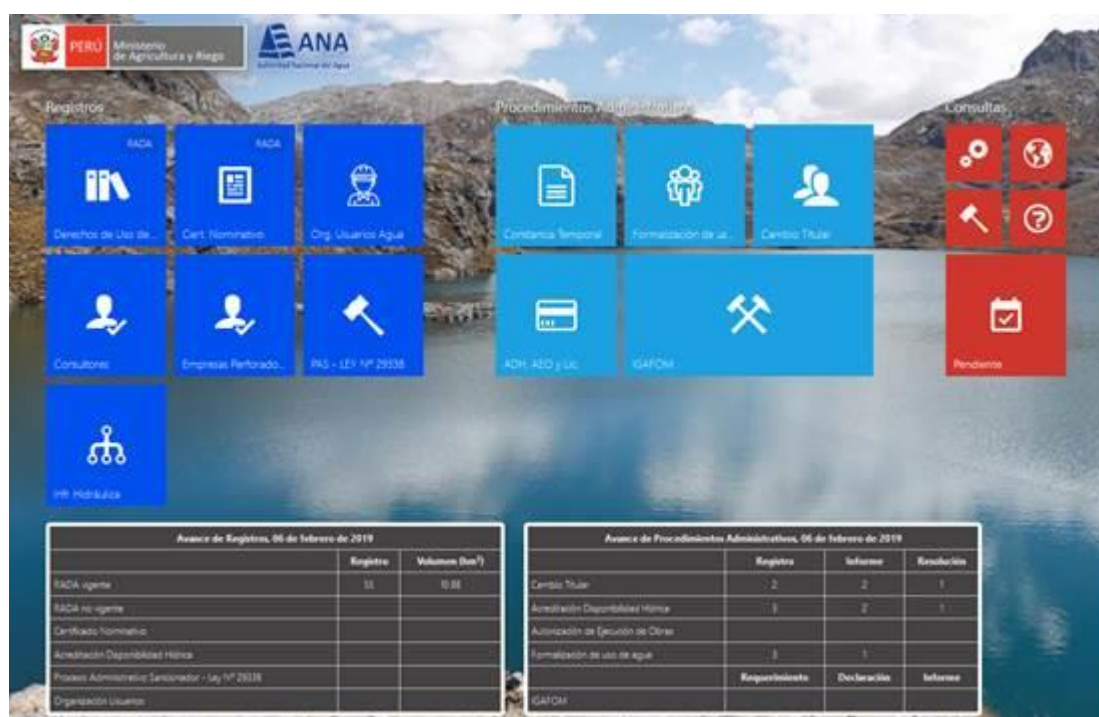 PERÚ
Ministerio
de Agricultura y Riego
ANA
Autoridad Nacional del Agua
Registros
RADA
Derechos de Uso de...
RADA
Cert. Nominativo
Org. Usuarios Agua
Consultores
Empresas Perforado...
PAS - LEY Nº 29338
Infr. Hidráulica
Procedimientos Administrativos
Constancia Temporal
Formalización de us...
Cambio Titular
ADH, AEO y Lic.
IGAFOM
Consultas
Pendiente
Avance de Registros, 06 de febrero de 2019
Registro Volumen (hm³)
RADA vigente
RADA no vigente
Certificado Nominativo
Acreditación Disponibilidad Hídrica
Proceso Administrativo Sancionador - Ley Nº 29338
Organización Usuarios
Avance de Procedimientos Administrativos, 06 de febrero de 2019
Registro Informe Resolución
Cambio Titular 2 2 1
Acreditación Disponibilidad Hídrica 3 2 1
Autorización de Ejecución de Obras
Formalización de uso de agua 3 1
Requerimiento Declaración Informe
IGAFOM